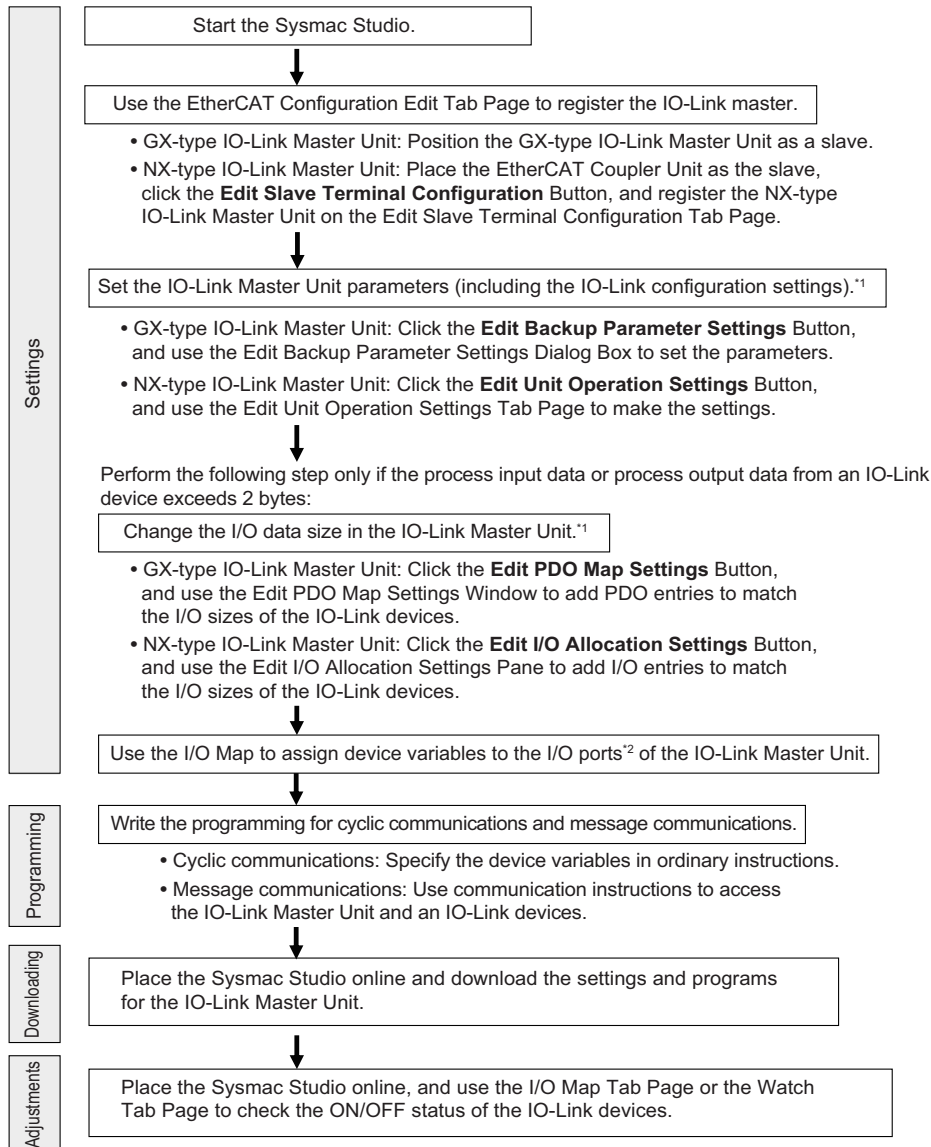 Settings
Start the Sysmac Studio.
Use the EtherCAT Configuration Edit Tab Page to register the IO-Link master.
• GX-type IO-Link Master Unit: Position the GX-type IO-Link Master Unit as a slave.
• NX-type IO-Link Master Unit: Place the EtherCAT Coupler Unit as the slave,
click the Edit Slave Terminal Configuration Button, and register the NX-type
IO-Link Master Unit on the Edit Slave Terminal Configuration Tab Page.
Set the IO-Link Master Unit parameters (including the IO-Link configuration settings).*1
• GX-type IO-Link Master Unit: Click the Edit Backup Parameter Settings Button,
and use the Edit Backup Parameter Settings Dialog Box to set the parameters.
• NX-type IO-Link Master Unit: Click the Edit Unit Operation Settings Button,
and use the Edit Unit Operation Settings Tab Page to make the settings.
Perform the following step only if the process input data or process output data from an IO-Link
device exceeds 2 bytes:
Change the I/O data size in the IO-Link Master Unit.*1
• GX-type IO-Link Master Unit: Click the Edit PDO Map Settings Button,
and use the Edit PDO Map Settings Window to add PDO entries to match
the I/O sizes of the IO-Link devices.
• NX-type IO-Link Master Unit: Click the Edit I/O Allocation Settings Button,
and use the Edit I/O Allocation Settings Pane to add I/O entries to match
the I/O sizes of the IO-Link devices.
Use the I/O Map to assign device variables to the I/O ports*2 of the IO-Link Master Unit.
Programming
Write the programming for cyclic communications and message communications.
• Cyclic communications: Specify the device variables in ordinary instructions.
• Message communications: Use communication instructions to access
the IO-Link Master Unit and an IO-Link devices.
Downloading
Place the Sysmac Studio online and download the settings and programs
for the IO-Link Master Unit.
Adjustments
Place the Sysmac Studio online, and use the I/O Map Tab Page or the Watch
Tab Page to check the ON/OFF status of the IO-Link devices.